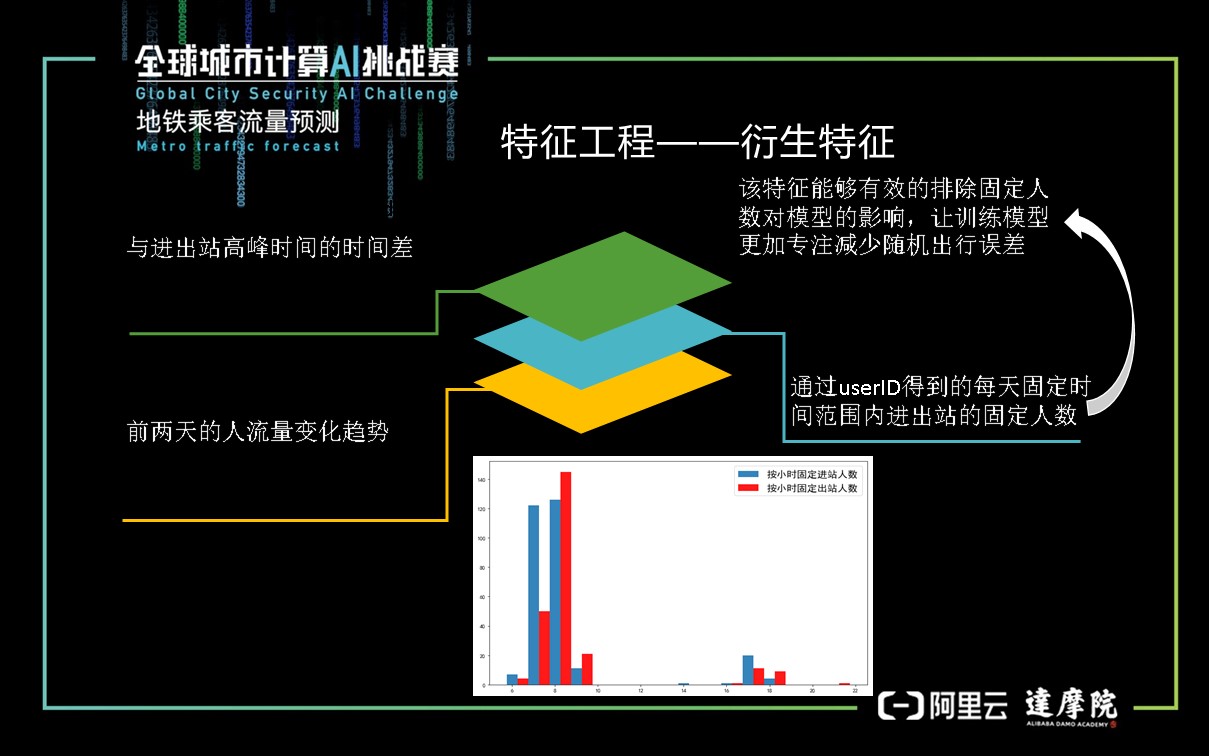 全球城市计算AI挑战赛
Global City Security AI Challenge
地铁乘客流量预测
Metro traffic forecast
特征工程——衍生特征
该特征能够有效的排除固定人
数对模型的影响，让训练模型
更加专注减少随机出行误差
与进出站高峰时间的时间差
通过userID得到的每天固定时
间范围内进出站的固定人数
前两天的人流量变化趋势
按小时固定进站人数
按小时固定出站人数
140
120
100
80
60
40
20
0
6 8 10 12 14 16 18 20 22
阿里云
達摩院
ALIBABA DAMO ACADEMY